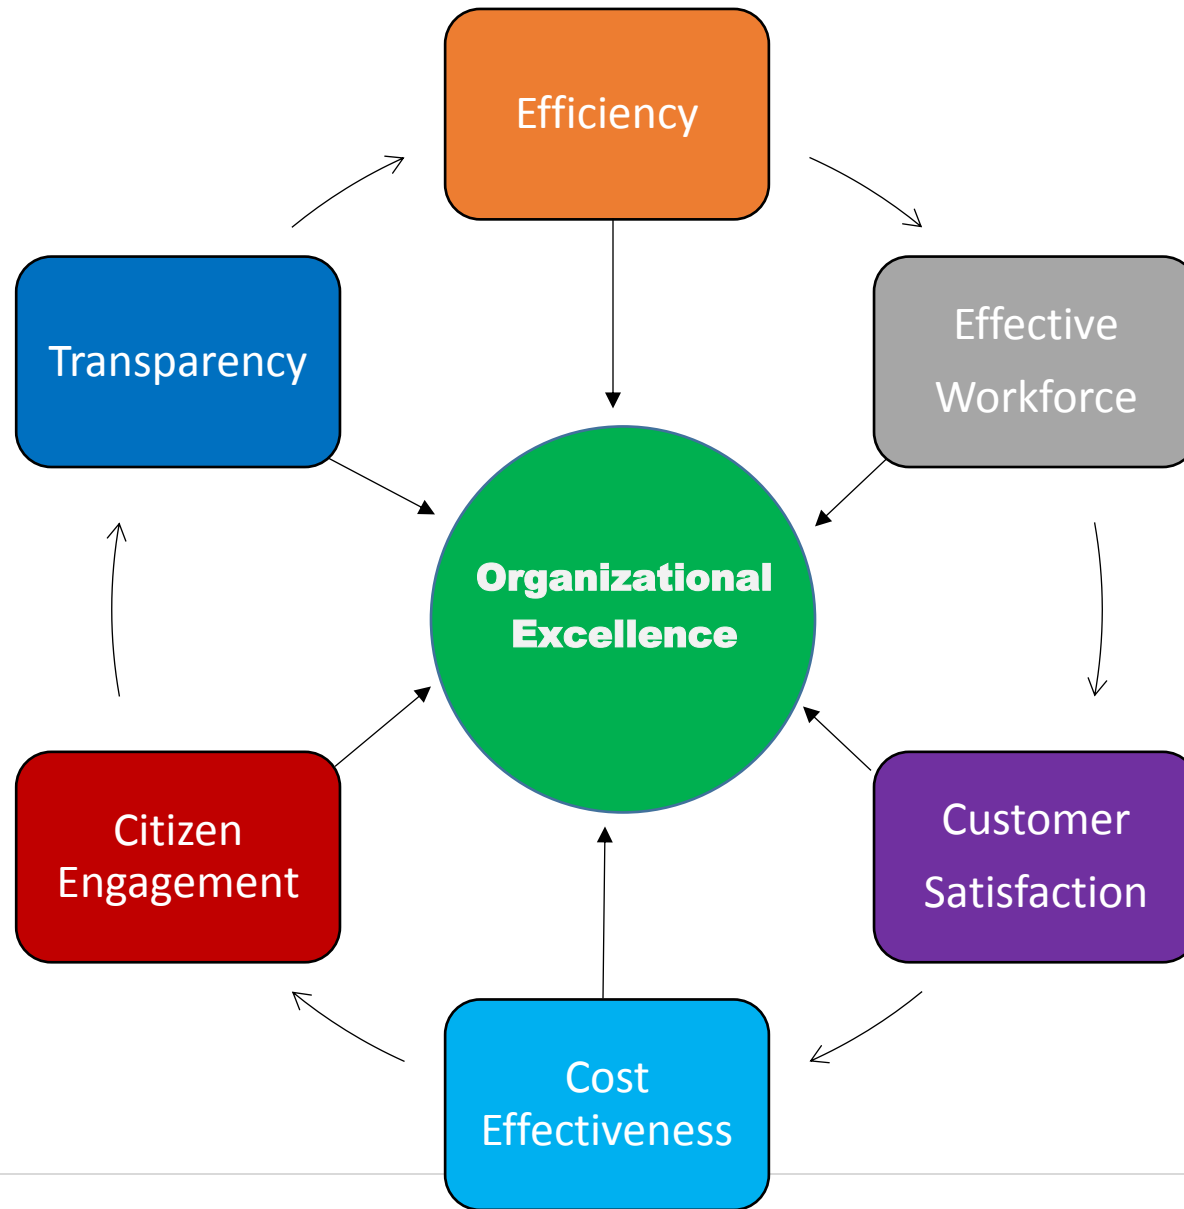 Efficiency
Transparency
Effective
Workforce
Organizational
Excellence
Citizen
Engagement
Customer
Satisfaction
Cost
Effectiveness